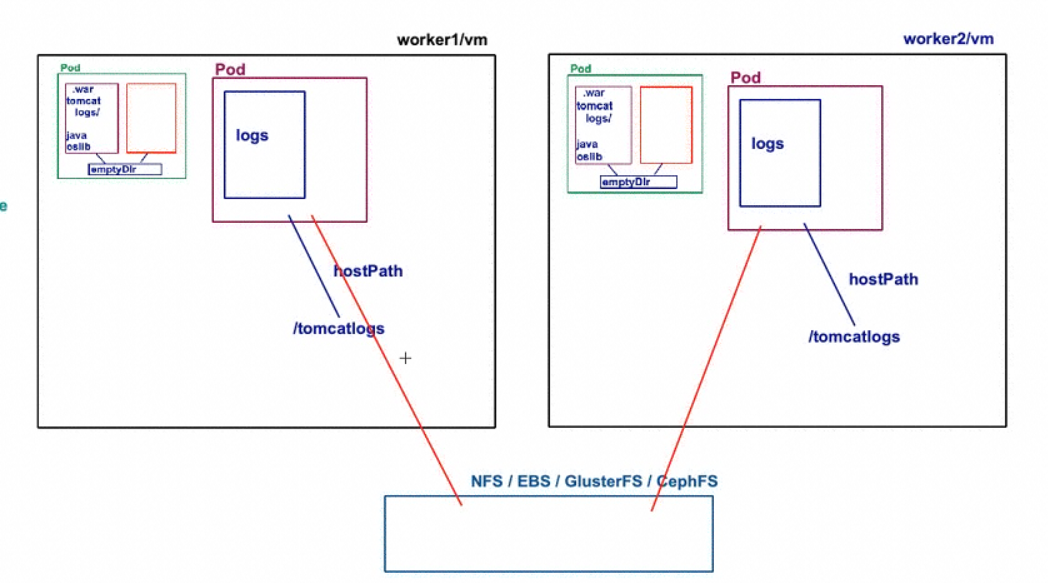 worker1/vm
Pod
.war
tomcat
logs/
java
oslib
emptyDIr
Pod
logs
hostPath
/tomcatlogs
worker2/vm
Pod
.war
tomcat
logs/
java
oslib
emptyDIr
Pod
logs
hostPath
/tomcatlogs
e
NFS / EBS / GlusterFS / CephFS